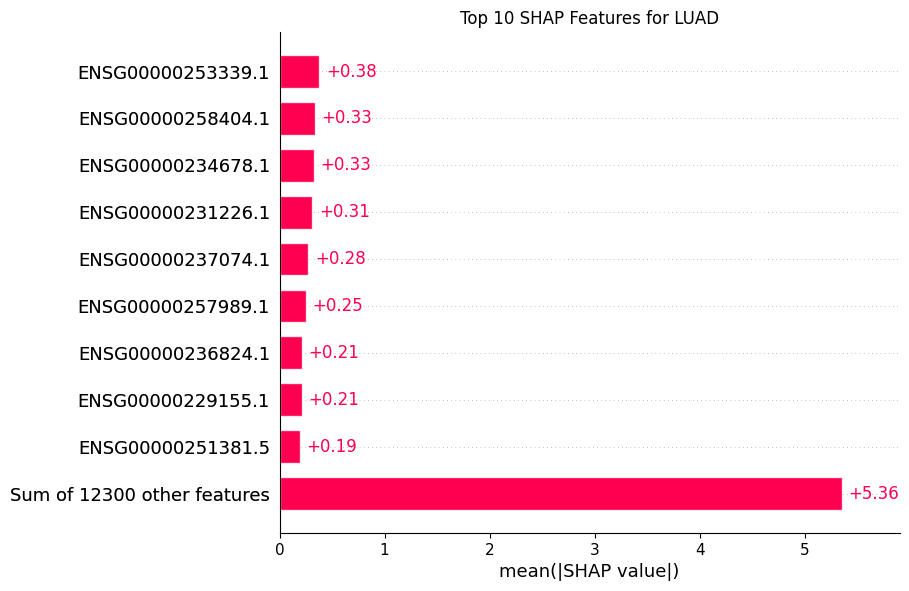 Top 10 SHAP Features for LUAD
ENSG00000253339.1 +0.38
ENSG00000258404.1 +0.33
ENSG00000234678.1 +0.33
ENSG00000231226.1 +0.31
ENSG00000237074.1 +0.28
ENSG00000257989.1 +0.25
ENSG00000236824.1 +0.21
ENSG00000229155.1 +0.21
ENSG00000251381.5 +0.19
Sum of 12300 other features +5.36
0 1 2 3 4 5
mean(|SHAP value|)